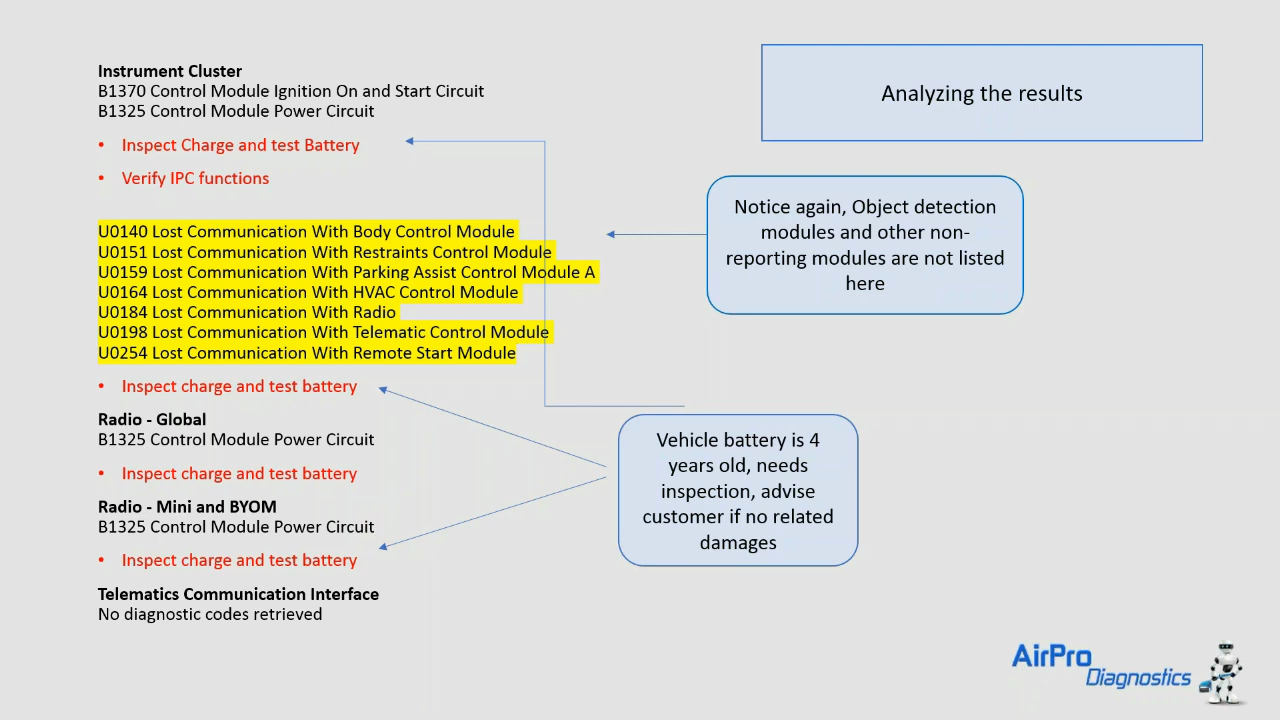 Instrument Cluster
B1370 Control Module Ignition On and Start Circuit
B1325 Control Module Power Circuit
• Inspect Charge and test Battery
• Verify IPC functions
U0140 Lost Communication With Body Control Module
U0151 Lost Communication With Restraints Control Module
U0159 Lost Communication With Parking Assist Control Module A
U0164 Lost Communication With HVAC Control Module
U0184 Lost Communication With Radio
U0198 Lost Communication With Telematic Control Module
U0254 Lost Communication With Remote Start Module
• Inspect charge and test battery
Radio - Global
B1325 Control Module Power Circuit
• Inspect charge and test battery
Radio - Mini and BYOM
B1325 Control Module Power Circuit
• Inspect charge and test battery
Telematics Communication Interface
No diagnostic codes retrieved
Analyzing the results
Notice again, Object detection
modules and other non-
reporting modules are not listed
here
Vehicle battery is 4
years old, needs
inspection, advise
customer if no related
damages
AirPro
Diagnostics